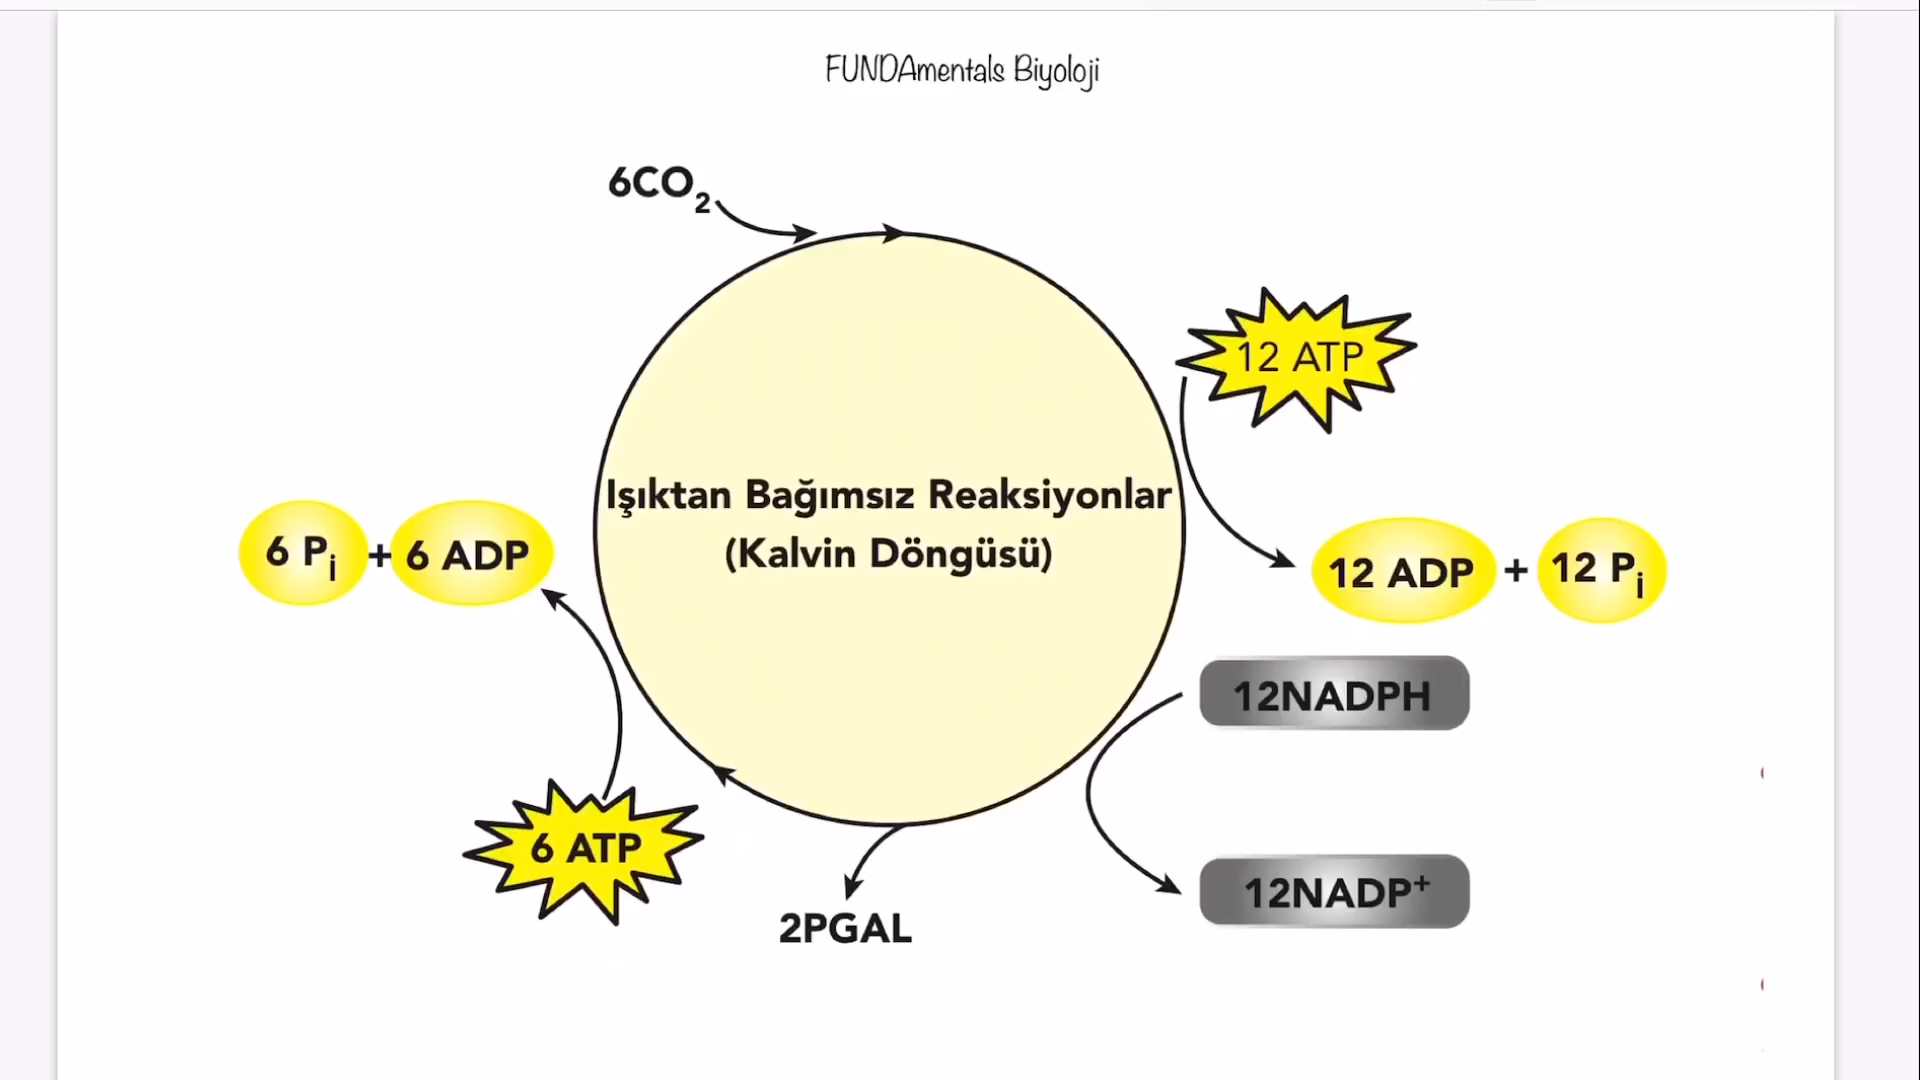 FUNDAmentals Biyoloji
6CO₂
12 ATP
Işıktan Bağımsız Reaksiyonlar
(Kalvin Döngüsü)
6 Pİ + 6 ADP
12 ADP + 12 Pİ
12NADPH
6 ATP
12NADP⁺
2PGAL